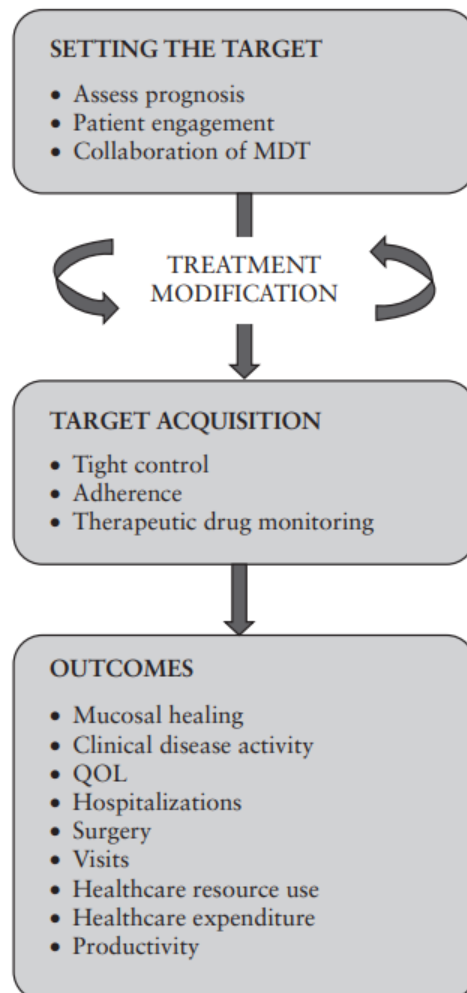 SETTING THE TARGET
• Assess prognosis
• Patient engagement
• Collaboration of MDT
TREATMENT
MODIFICATION
TARGET ACQUISITION
• Tight control
• Adherence
• Therapeutic drug monitoring
OUTCOMES
• Mucosal healing
• Clinical disease activity
• QOL
• Hospitalizations
• Surgery
• Visits
• Healthcare resource use
• Healthcare expenditure
• Productivity